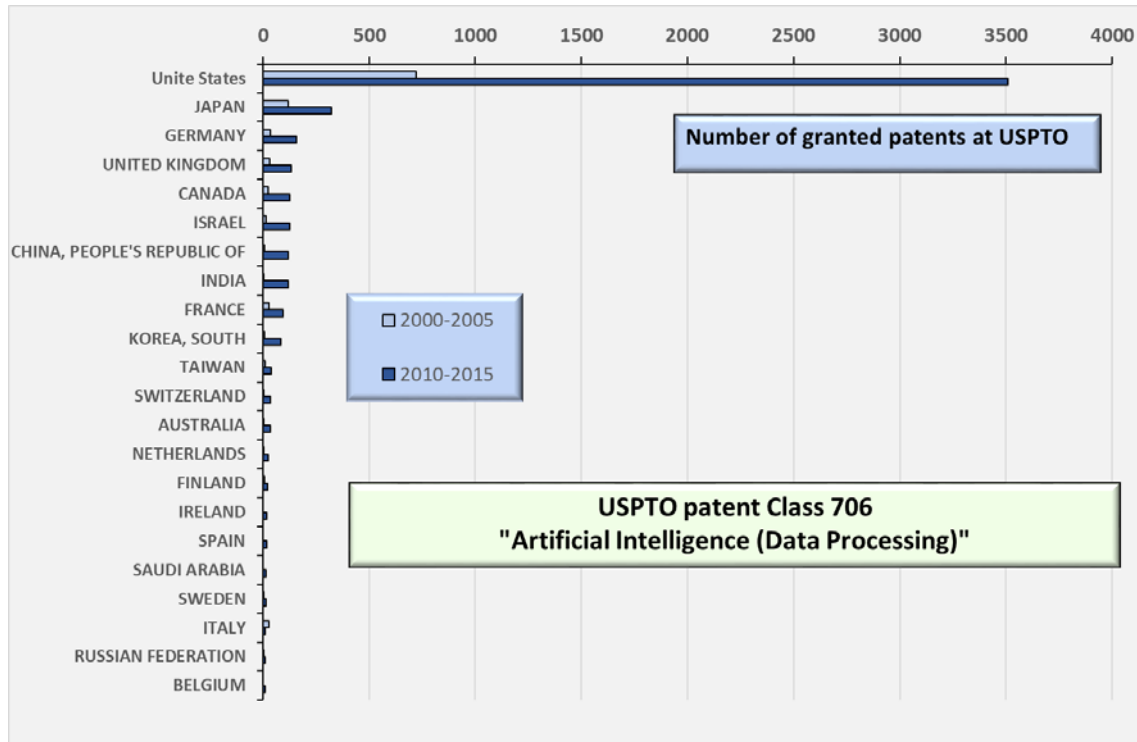 0 500 1000 1500 2000 2500 3000 3500 4000
Unite States
JAPAN
GERMANY
UNITED KINGDOM
CANADA
ISRAEL
CHINA, PEOPLE'S REPUBLIC OF
INDIA
FRANCE
KOREA, SOUTH
TAIWAN
SWITZERLAND
AUSTRALIA
NETHERLANDS
FINLAND
IRELAND
SPAIN
SAUDI ARABIA
SWEDEN
ITALY
RUSSIAN FEDERATION
BELGIUM
Number of granted patents at USPTO
2000-2005
2010-2015
USPTO patent Class 706
"Artificial Intelligence (Data Processing)"